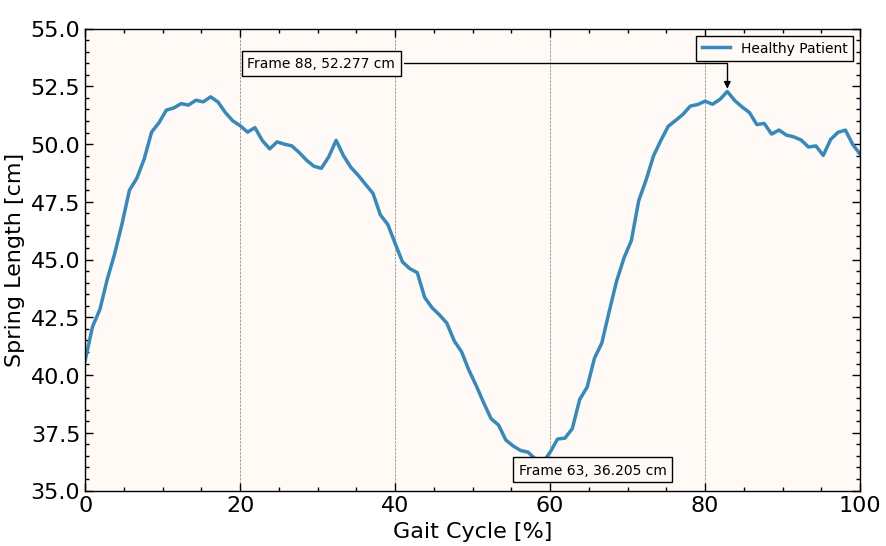 55.0
52.5
50.0
47.5
45.0
42.5
40.0
37.5
35.0
Spring Length [cm]
Frame 88, 52.277 cm
Healthy Patient
Frame 63, 36.205 cm
0 20 40 60 80 100
Gait Cycle [%]